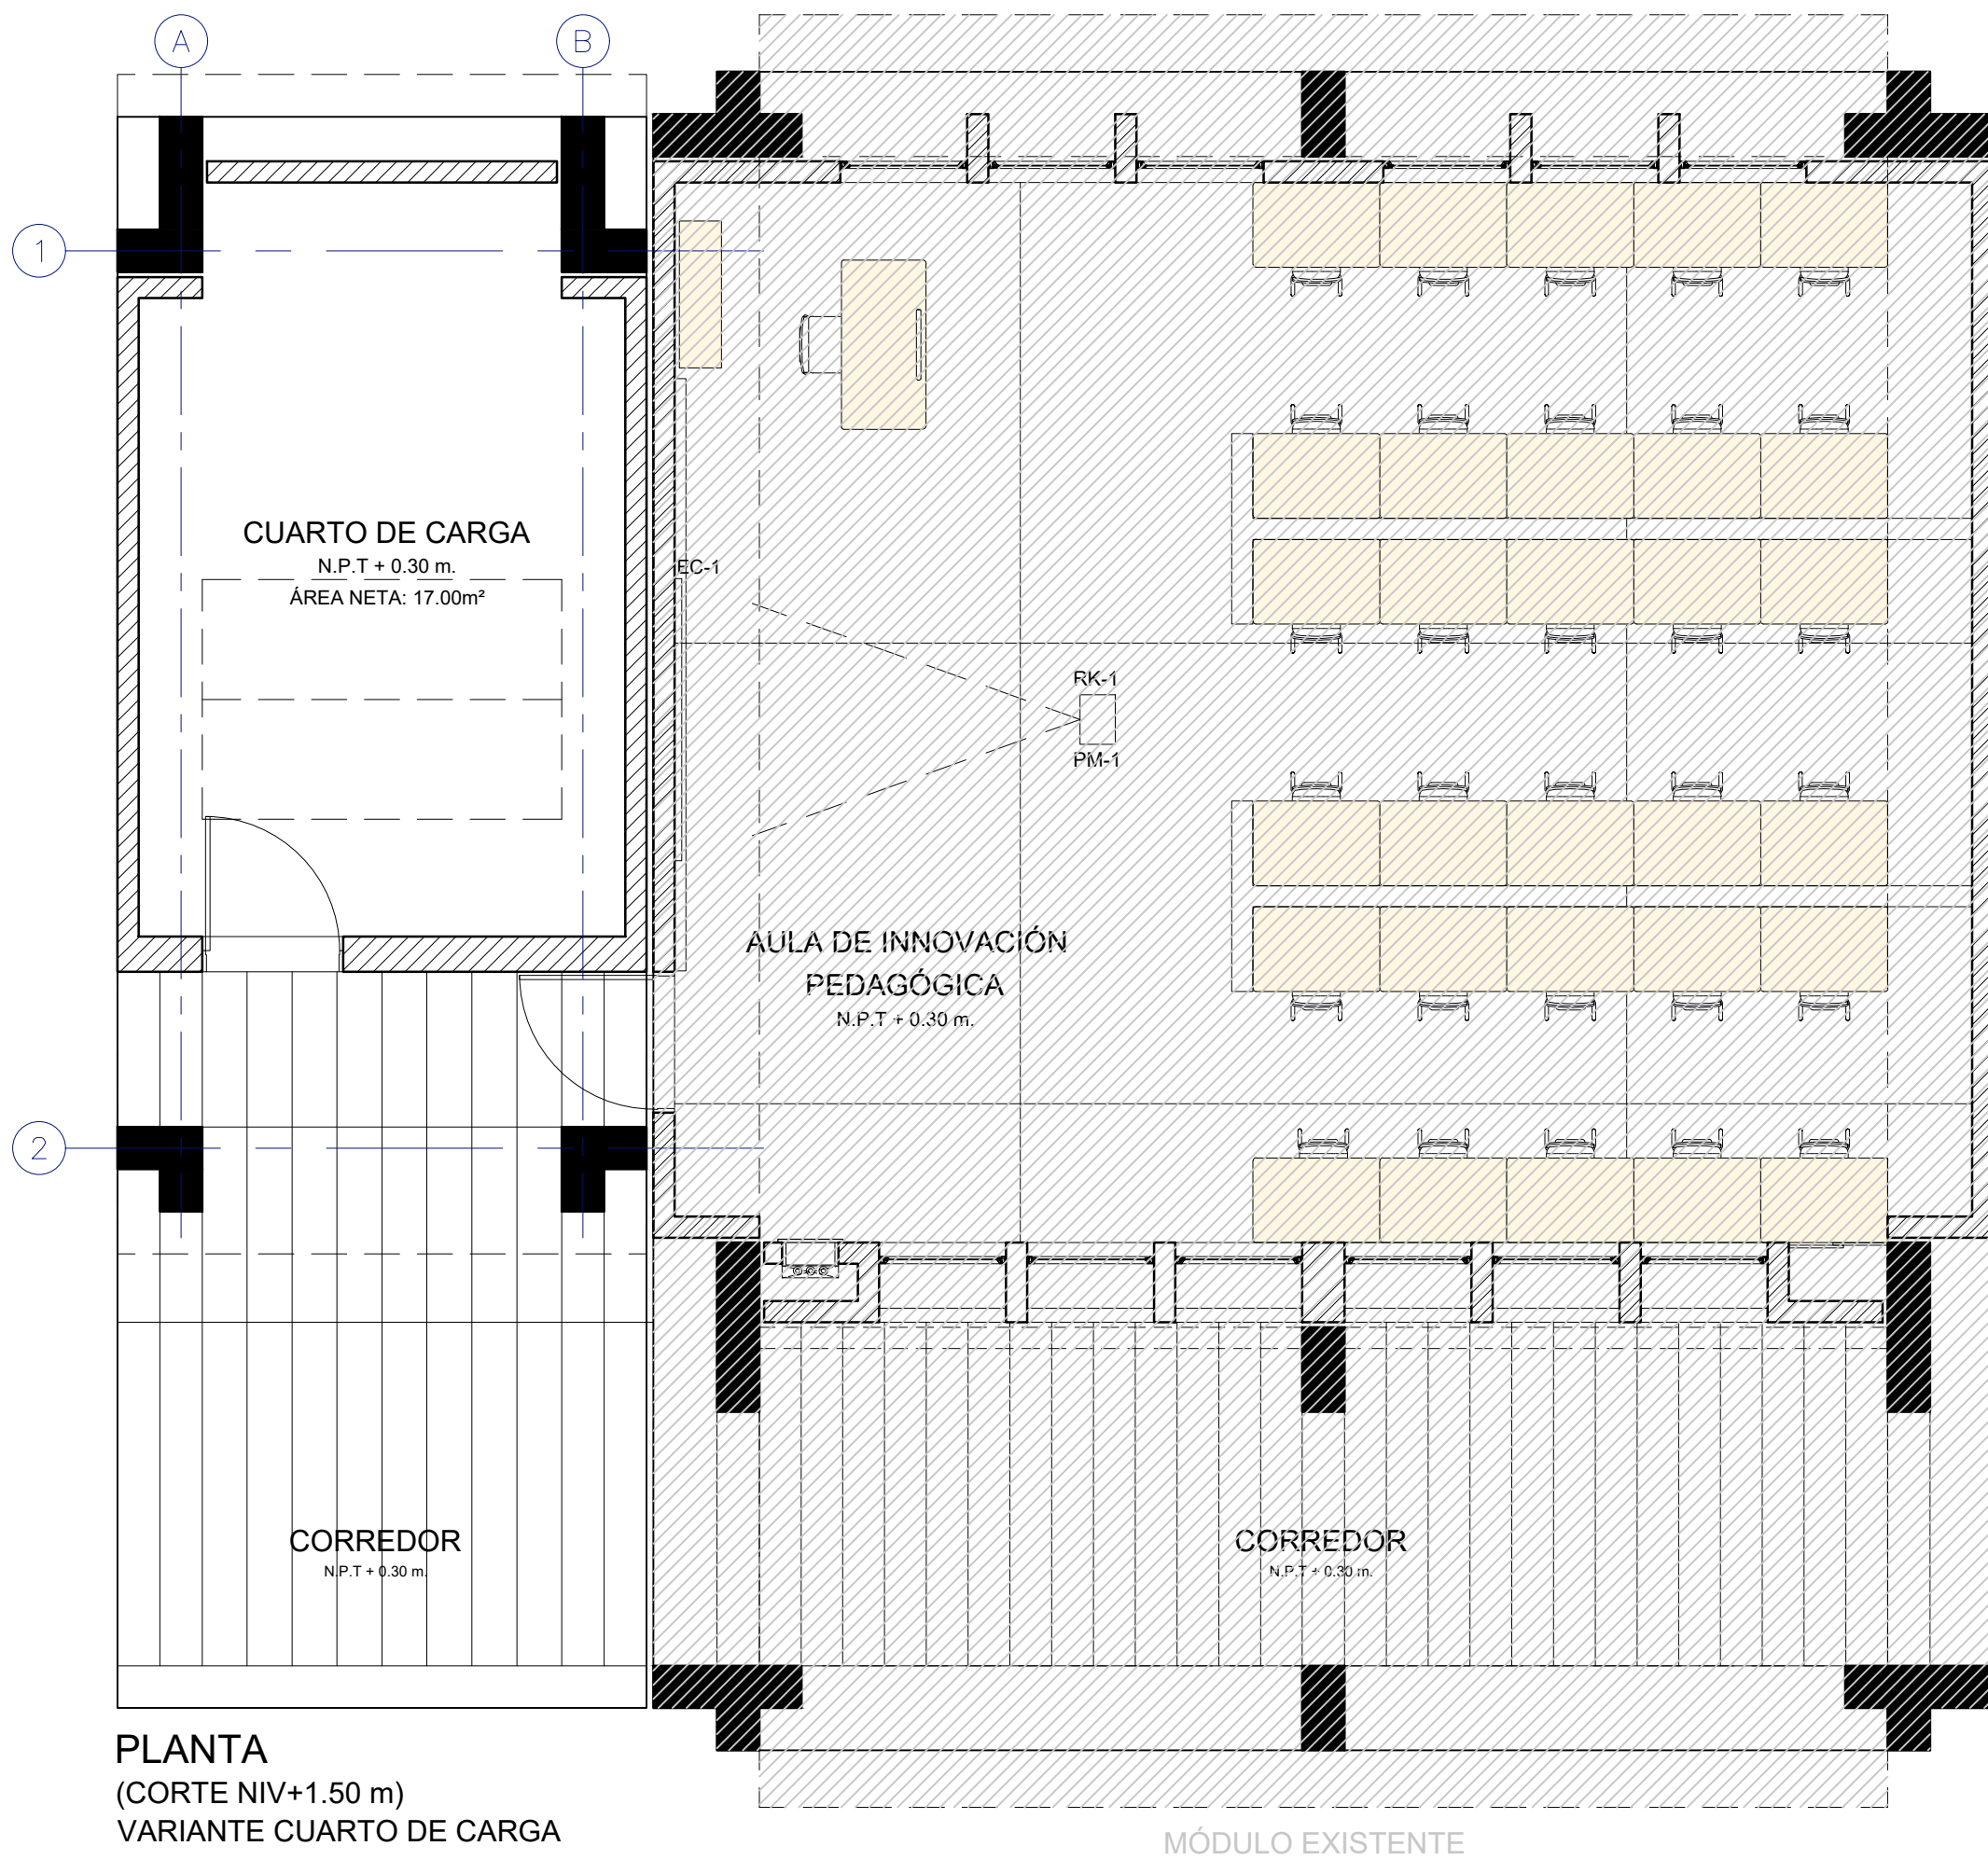 A
B
1
CUARTO DE CARGA
N.P.T + 0.30 m.
ÁREA NETA: 17.00m²
EC-1
RK-1
PM-1
AULA DE INNOVACIÓN
PEDAGÓGICA
N.P.T + 0.30 m.
2
CORREDOR
N.P.T + 0.30 m.
CORREDOR
N.P.T + 0.30 m.
PLANTA
(CORTE NIV+1.50 m)
VARIANTE CUARTO DE CARGA
MÓDULO EXISTENTE